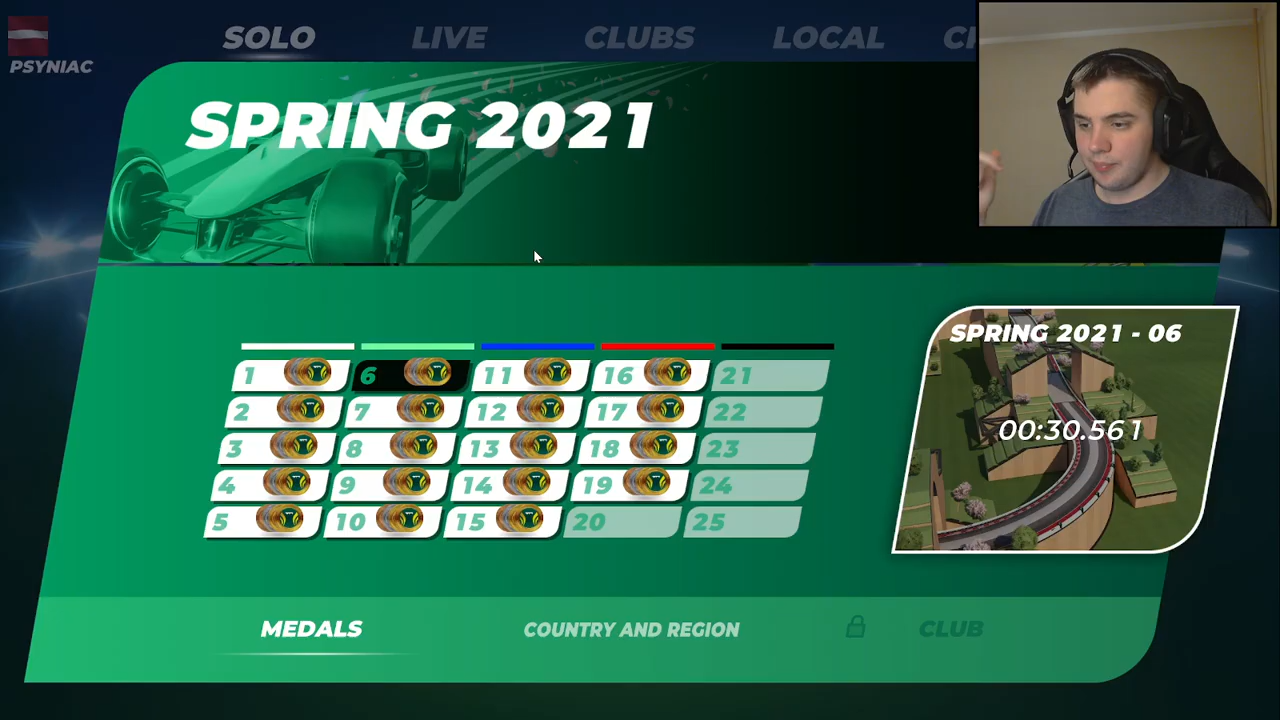 SOLO LIVE CLUBS LOCAL
PSYNIAC
SPRING 2021
SPRING 2021 - 06
00:30.561
1 6 11 16 21
2 7 12 17 22
3 8 13 18 23
4 9 14 19 24
5 10 15 20 25
MEDALS COUNTRY AND REGION CLUB